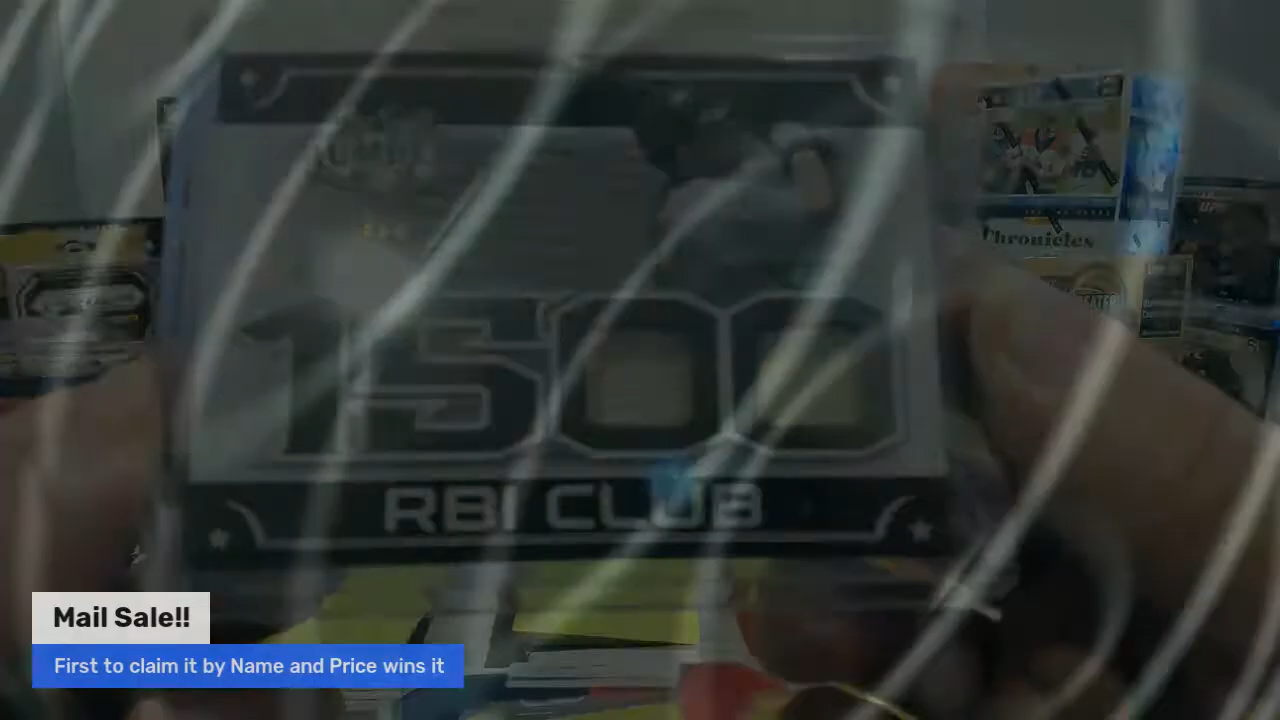 Chronicles
1500
RBI CLUB
Mail Sale!!
First to claim it by Name and Price wins it